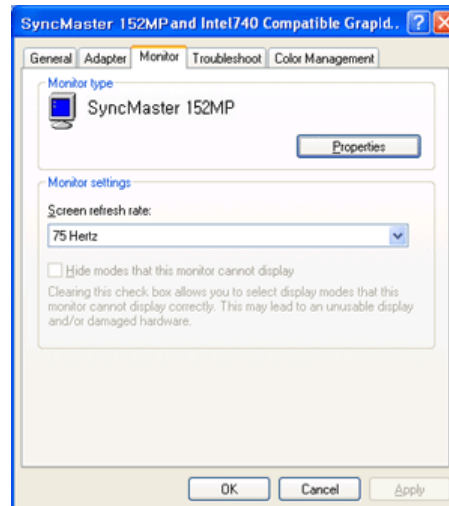 SyncMaster 152MP and Intel740 Compatible Grapld.. ?
General Adapter Monitor Troubleshoot Color Management
Monitor type
SyncMaster 152MP
Properties
Monitor settings
Screen refresh rate:
75 Hertz
Hide modes that this monitor cannot display
Clearing this check box allows you to select display modes that this
monitor cannot display correctly. This may lead to an unusable display
and/or damaged hardware.
OK Cancel Apply